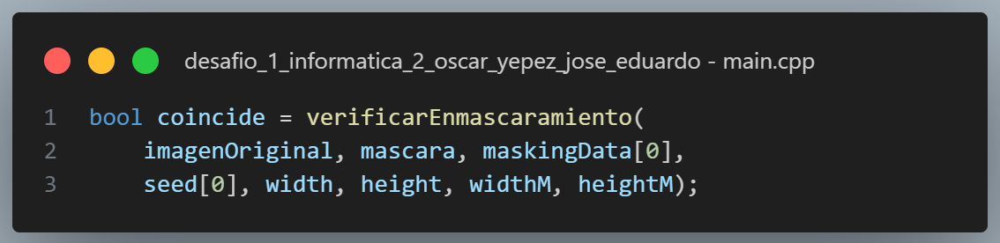 desafio_1_informatica_2_oscar_yepez_jose_eduardo - main.cpp
1 bool coincide = verificarEnmascaramiento(
2     imagenOriginal, mascara, maskingData[0],
3     seed[0], width, height, widthM, heightM);